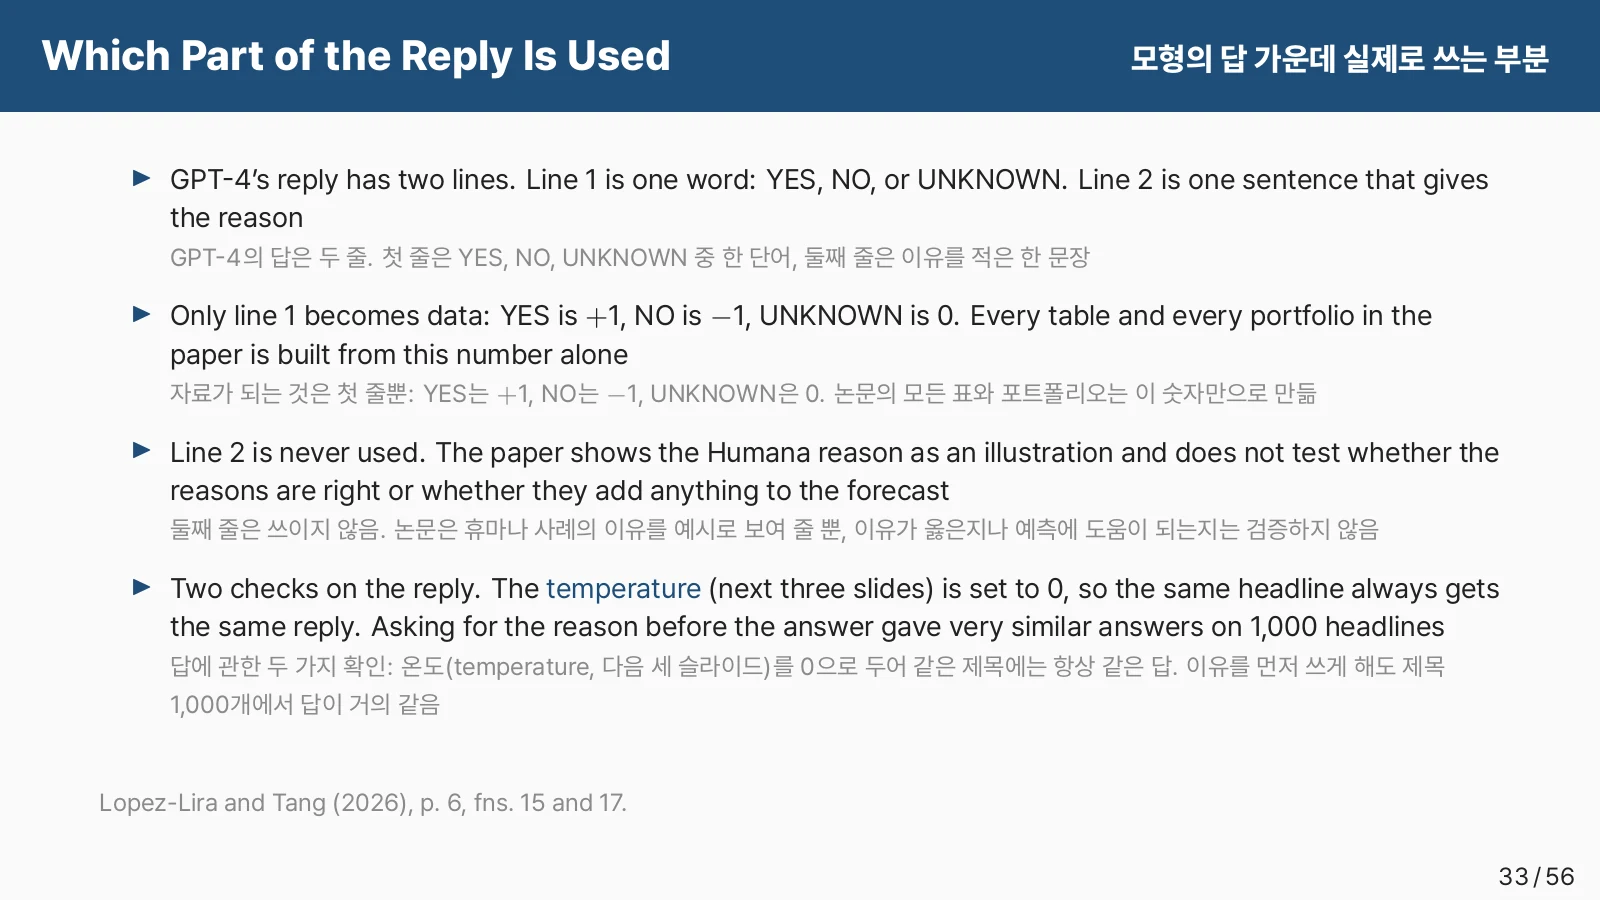 Which Part of the Reply Is Used
모형의 답 가운데 실제로 쓰는 부분
GPT-4’s reply has two lines. Line 1 is one word: YES, NO, or UNKNOWN. Line 2 is one sentence that gives
the reason
GPT-4의 답은 두 줄. 첫 줄은 YES, NO, UNKNOWN 중 한 단어, 둘째 줄은 이유를 적은 한 문장
Only line 1 becomes data: YES is +1, NO is −1, UNKNOWN is 0. Every table and every portfolio in the
paper is built from this number alone
자료가 되는 것은 첫 줄뿐: YES는 +1, NO는 −1, UNKNOWN은 0. 논문의 모든 표와 포트폴리오는 이 숫자만으로 만듦
Line 2 is never used. The paper shows the Humana reason as an illustration and does not test whether the
reasons are right or whether they add anything to the forecast
둘째 줄은 쓰이지 않음. 논문은 휴마나 사례의 이유를 예시로 보여 줄 뿐, 이유가 옳은지나 예측에 도움이 되는지는 검증하지 않음
Two checks on the reply. The temperature (next three slides) is set to 0, so the same headline always gets
the same reply. Asking for the reason before the answer gave very similar answers on 1,000 headlines
답에 관한 두 가지 확인: 온도(temperature, 다음 세 슬라이드)를 0으로 두어 같은 제목에는 항상 같은 답. 이유를 먼저 쓰게 해도 제목
1,000개에서 답이 거의 같음
Lopez-Lira and Tang (2026), p. 6, fns. 15 and 17.
33/56